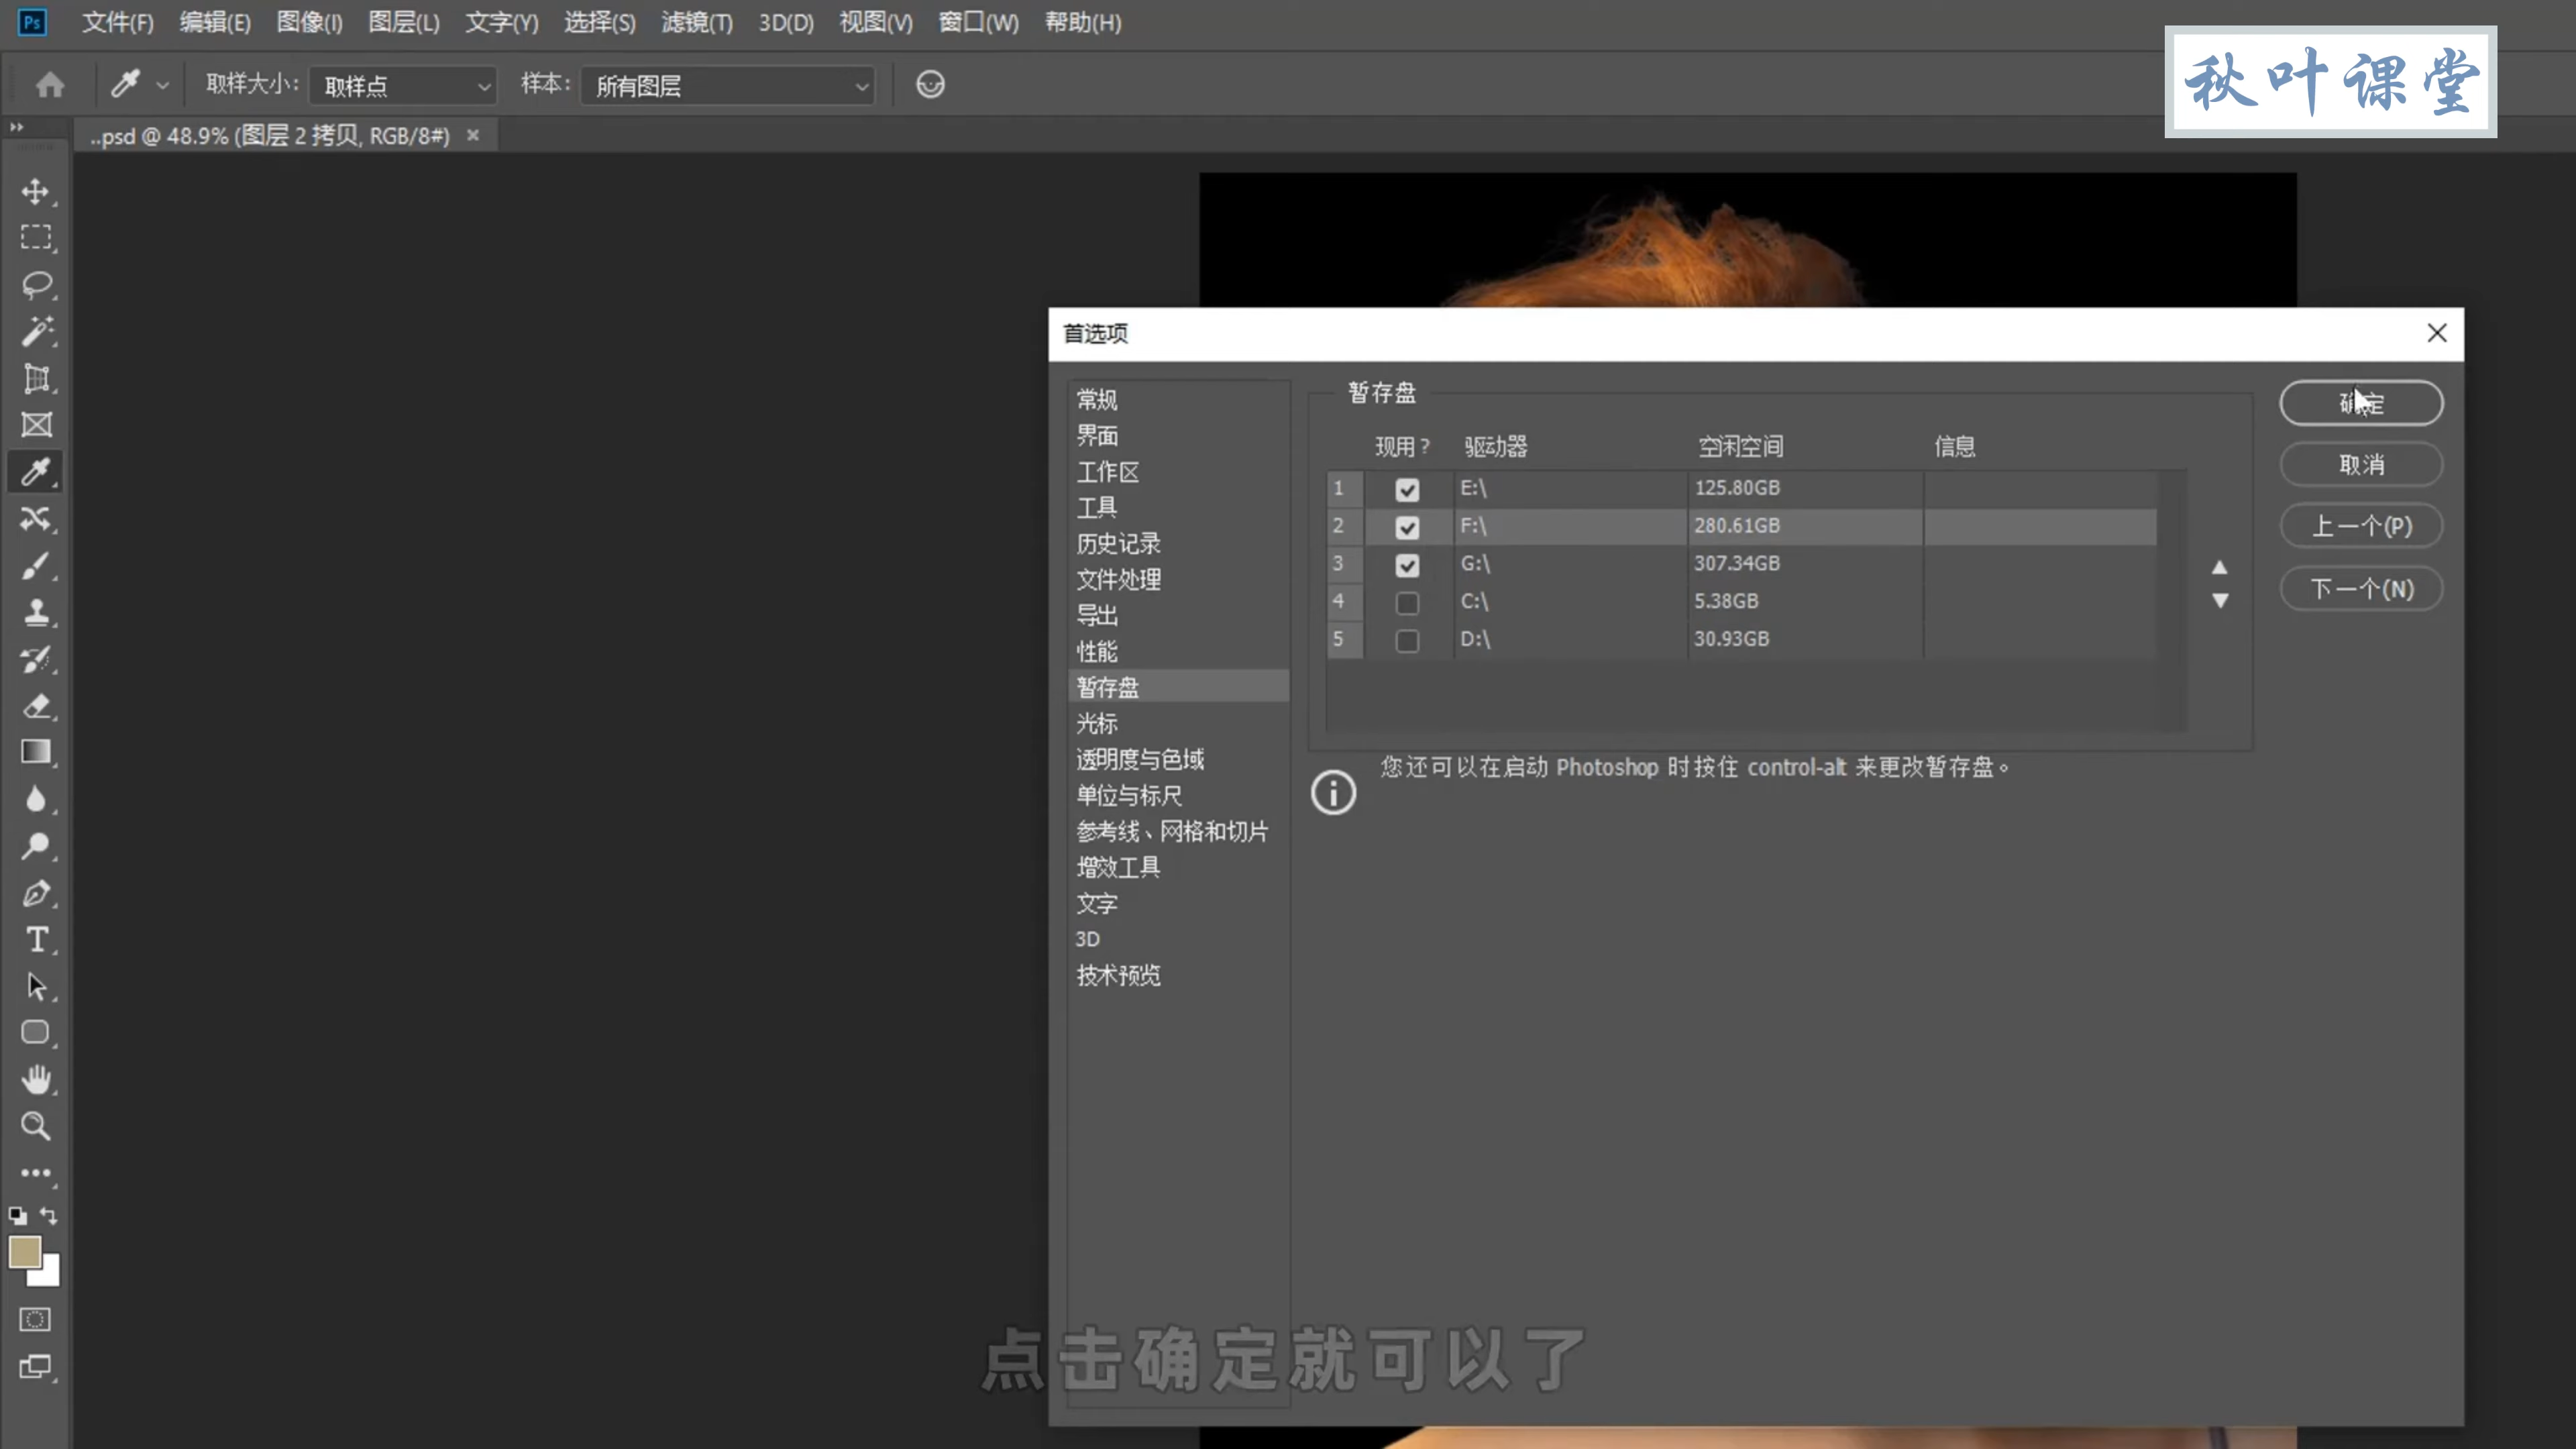 Ps 文件(F) 编辑(E) 图像(I) 图层(L) 文字(Y) 选择(S) 滤镜(T) 3D(D) 视图(V) 窗口(W) 帮助(H)
取样大小: 取样点 样本: 所有图层
秋叶课堂
..psd @ 48.9% (图层 2 拷贝, RGB/8#) ×
首选项
常规
界面
工作区
工具
历史记录
文件处理
导出
性能
暂存盘
光标
透明度与色域
单位与标尺
参考线、网格和切片
增效工具
文字
3D
技术预览
暂存盘
现用? 驱动器 空闲空间 信息
1 E:\ 125.80GB
2 F:\ 280.61GB
3 G:\ 307.34GB
4 C:\ 5.38GB
5 D:\ 30.93GB
您还可以在启动 Photoshop 时按住 control-alt 来更改暂存盘。
确定
取消
上一个(P)
下一个(N)
点击确定就可以了